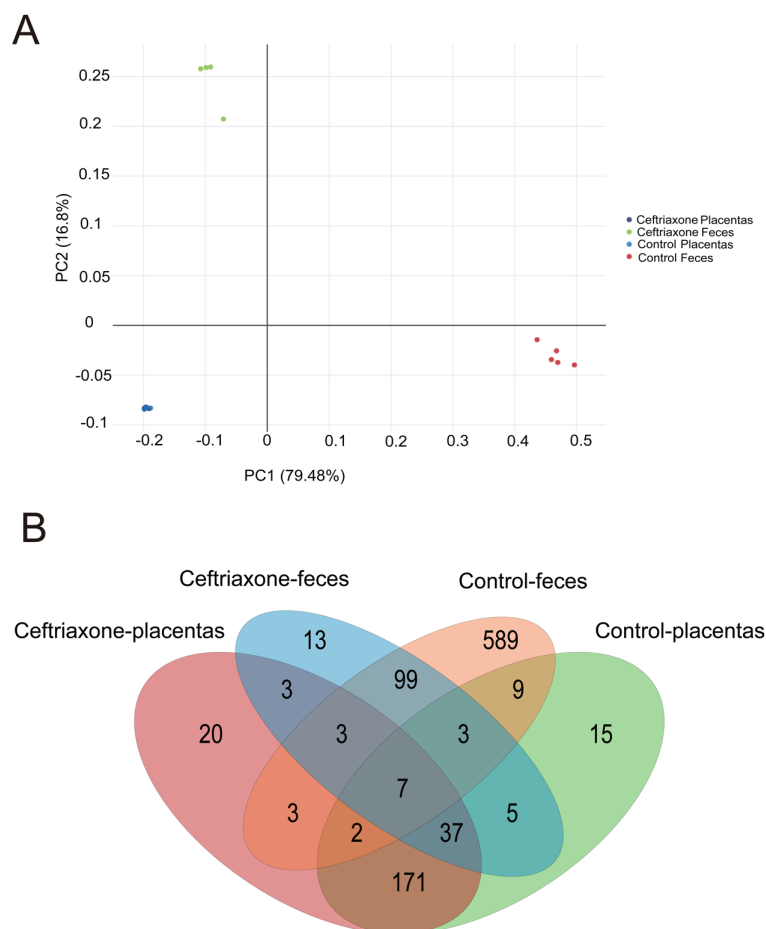 A
0.25
0.2
0.15
0.1
0.05
0
-0.05
-0.1
PC2 (16.8%)
-0.2 -0.1 0 0.1 0.2 0.3 0.4 0.5
PC1 (79.48%)
Ceftriaxone Placentas
Ceftriaxone Feces
Control Placentas
Control Feces
B
Ceftriaxone-feces Control-feces
Ceftriaxone-placentas Control-placentas
13 589
3 99 9
20 3 3 15
7
3 2 37 5
171